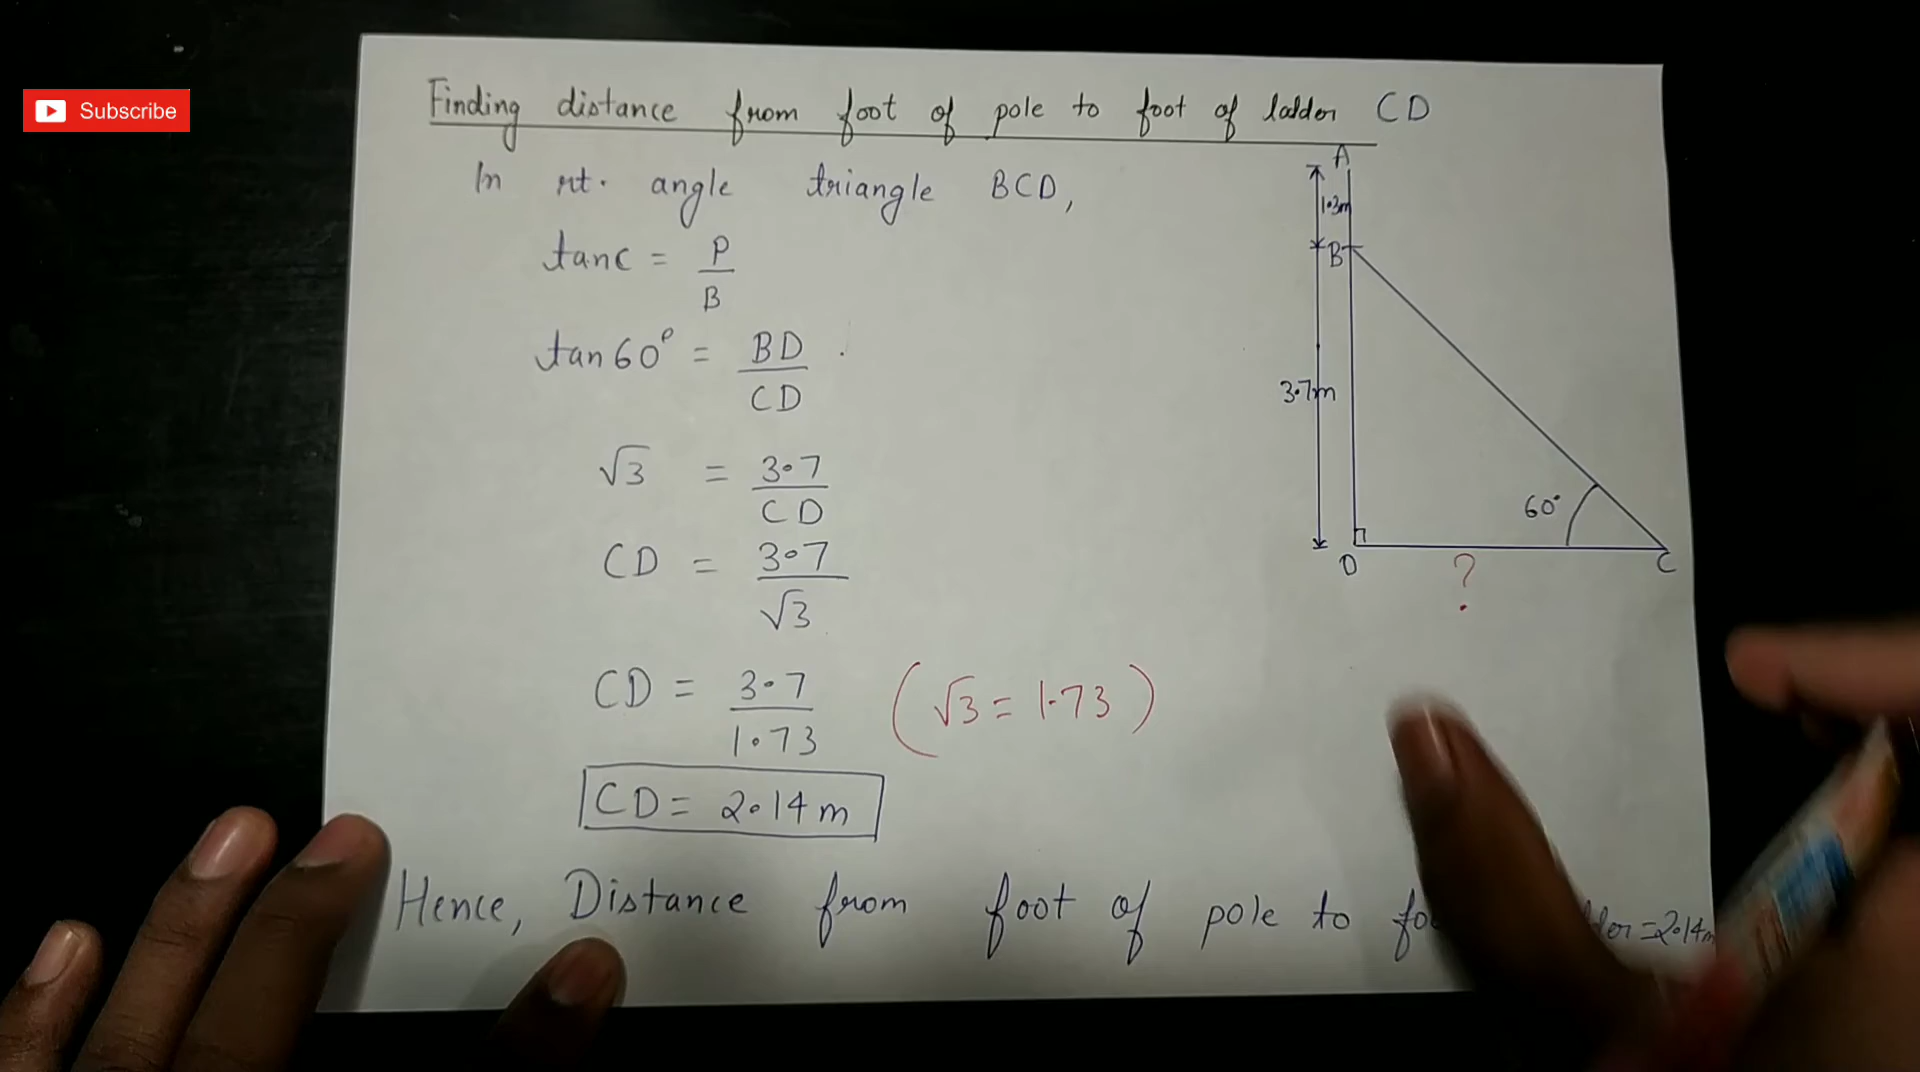 Subscribe
Finding distance from foot of pole to foot of ladder CD
In rt. angle triangle BCD,
tanc = P
B
tan60° = BD
CD
√3 = 3.7
CD
CD = 3.7
√3
CD = 3.7
1.73
(√3 = 1.73)
CD = 2.14 m
Hence, Distance from foot of pole to =2.14m
A
1.3m
B
3.7m
60°
D
?
C